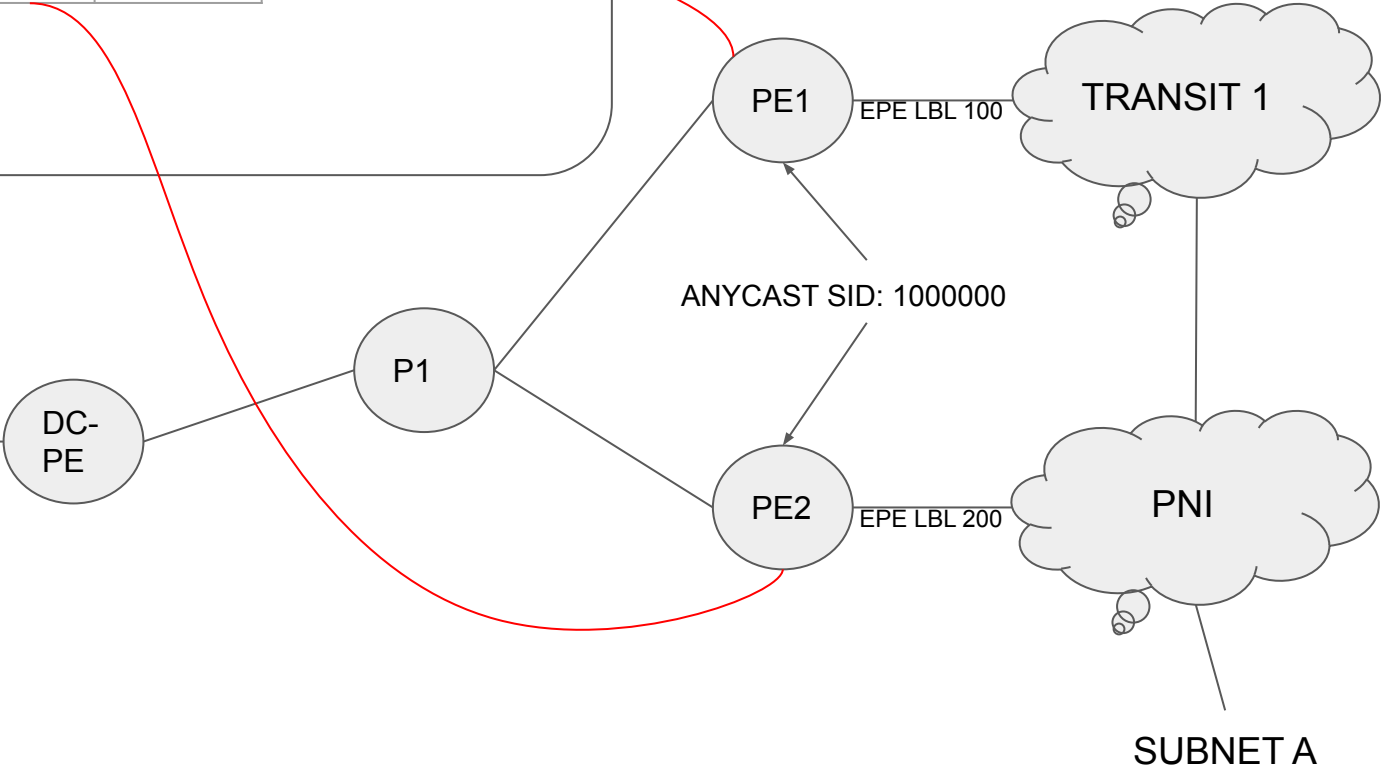 PE1
EPE LBL 100
TRANSIT 1
ANYCAST SID: 1000000
P1
DC-
PE
PE2
EPE LBL 200
PNI
SUBNET A